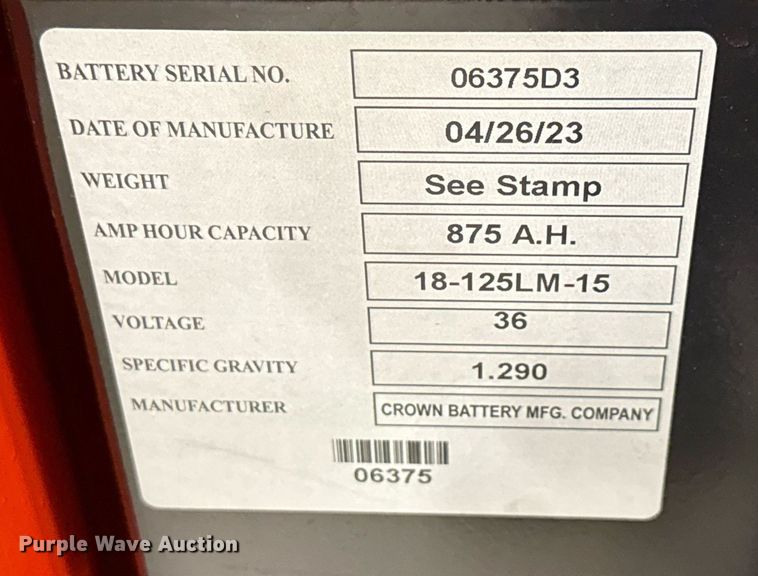 BATTERY SERIAL NO. 06375D3
DATE OF MANUFACTURE 04/26/23
WEIGHT See Stamp
AMP HOUR CAPACITY 875 A.H.
MODEL 18-125LM-15
VOLTAGE 36
SPECIFIC GRAVITY 1.290
MANUFACTURER CROWN BATTERY MFG. COMPANY
06375
Purple Wave Auction